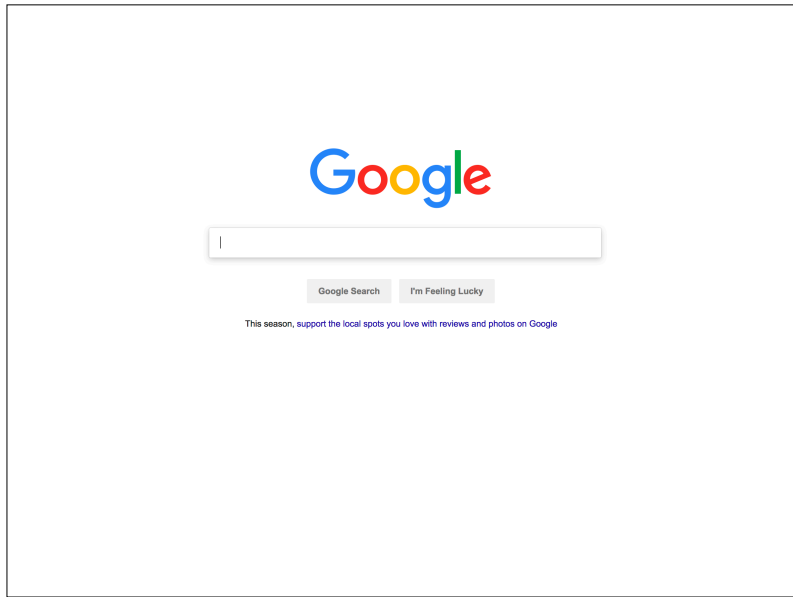 Google
Google Search I'm Feeling Lucky
This season, support the local spots you love with reviews and photos on Google